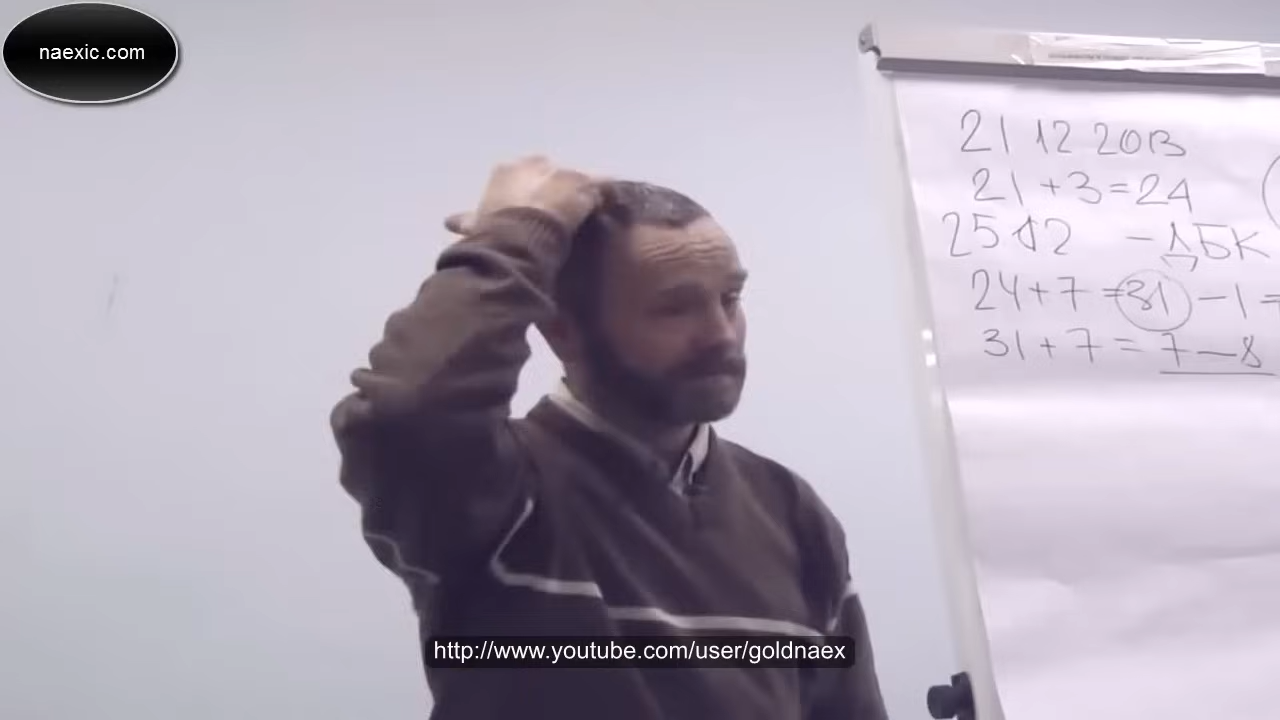 naexic.com
21 12 2013
21 + 3 = 24
25 12 – ДБК
24 + 7 = 31 – 1 =
31 + 7 = 7 – 8
http://www.youtube.com/user/goldnaex